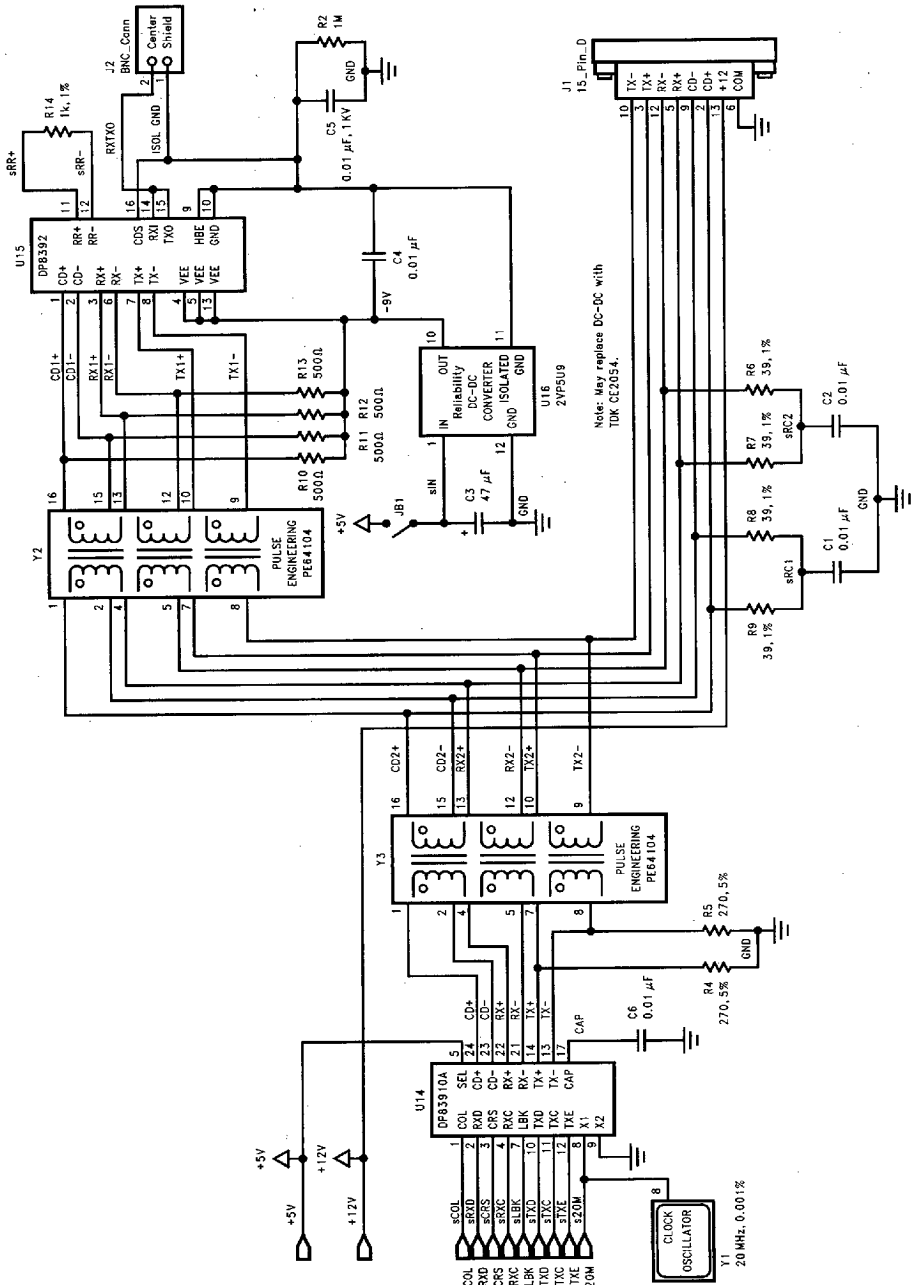 J2
BNC_Conn
Center
Shield
2
1
R14
1k,1%
sRR+
sRR-
RXTXO
ISOL GND
R2
1M
GND
C5
0.01 µF, 1KV
U15
DP8392
1 CD+ RR+ 11
2 CD- RR- 12
3 RX+ CDS 16
6 RX- RXI 14
7 TX+ TXO 15
8 TX- HBE 9
4 VEE GND 10
5 VEE
13 VEE
CD1+
CD1-
RX1+
RX1-
TX1+
TX1-
C4
0.01 µF
-9V
R13
500Ω
R12
500Ω
R11
500Ω
R10
500Ω
Y2
1 16
2 15
4 13
5 12
7 10
8 9
PULSE
ENGINEERING
PE64104
+5V
JB1
sIN
+
C3
47 µF
GND
1 IN OUT 10
Reliability
DC-DC
CONVERTER
ISOLATED
12 GND GND 11
U16
2VP5U9
Note: May replace DC-DC with
TDK CE2054.
J1
15_Pin_D
10 TX-
3 TX+
12 RX-
5 RX+
9 CD-
2 CD+
13 +12
6 COM
R6
39,1%
R7
39,1%
R8
39,1%
R9
39,1%
sRC2
sRC1
C2
0.01 µF
C1
0.01 µF
GND
Y3
1 16
2 15
4 13
5 12
7 10
8 9
PULSE
ENGINEERING
PE64104
CD2+
CD2-
RX2+
RX2-
TX2+
TX2-
R5
270,5%
R4
270,5%
GND
C6
0.01 µF
CAP
CD+
CD-
RX+
RX-
TX+
TX-
U14
DP83910A
1 COL SEL 5
2 RXD CD+ 24
3 CRS CD- 23
4 RXC RX+ 22
7 LBK RX- 21
10 TXD TX+ 14
11 TXC TX- 13
12 TXE CAP 17
8 X1
9 X2
+5V
+12V
+5V
+12V
sCOL
sRXD
sCRS
sRXC
sLBK
sTXD
sTXC
sTXE
s20M
COL
RXD
CRS
RXC
LBK
TXD
TXC
TXE
20M
8
CLOCK
OSCILLATOR
Y1
20 MHz, 0.001%